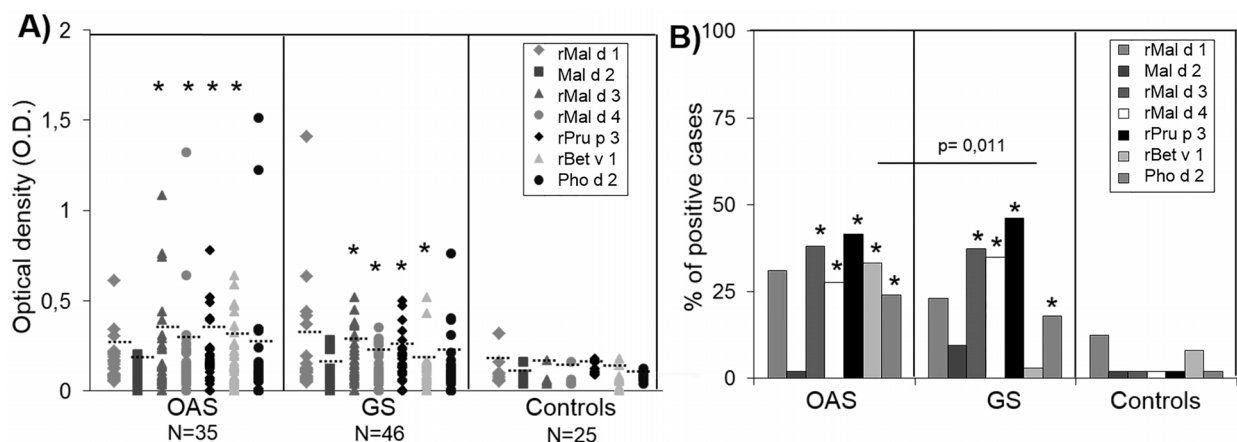 A)
Optical density (O.D.)
2
1,5
1
0,5
0
* * * *
* * * *
rMal d 1
Mal d 2
rMal d 3
rMal d 4
rPru p 3
rBet v 1
Pho d 2
OAS
GS
Controls
N=35
N=46
N=25
B)
% of positive cases
100
75
50
25
0
p= 0,011
* * * * *
* * * *
rMal d 1
Mal d 2
rMal d 3
rMal d 4
rPru p 3
rBet v 1
Pho d 2
OAS
GS
Controls